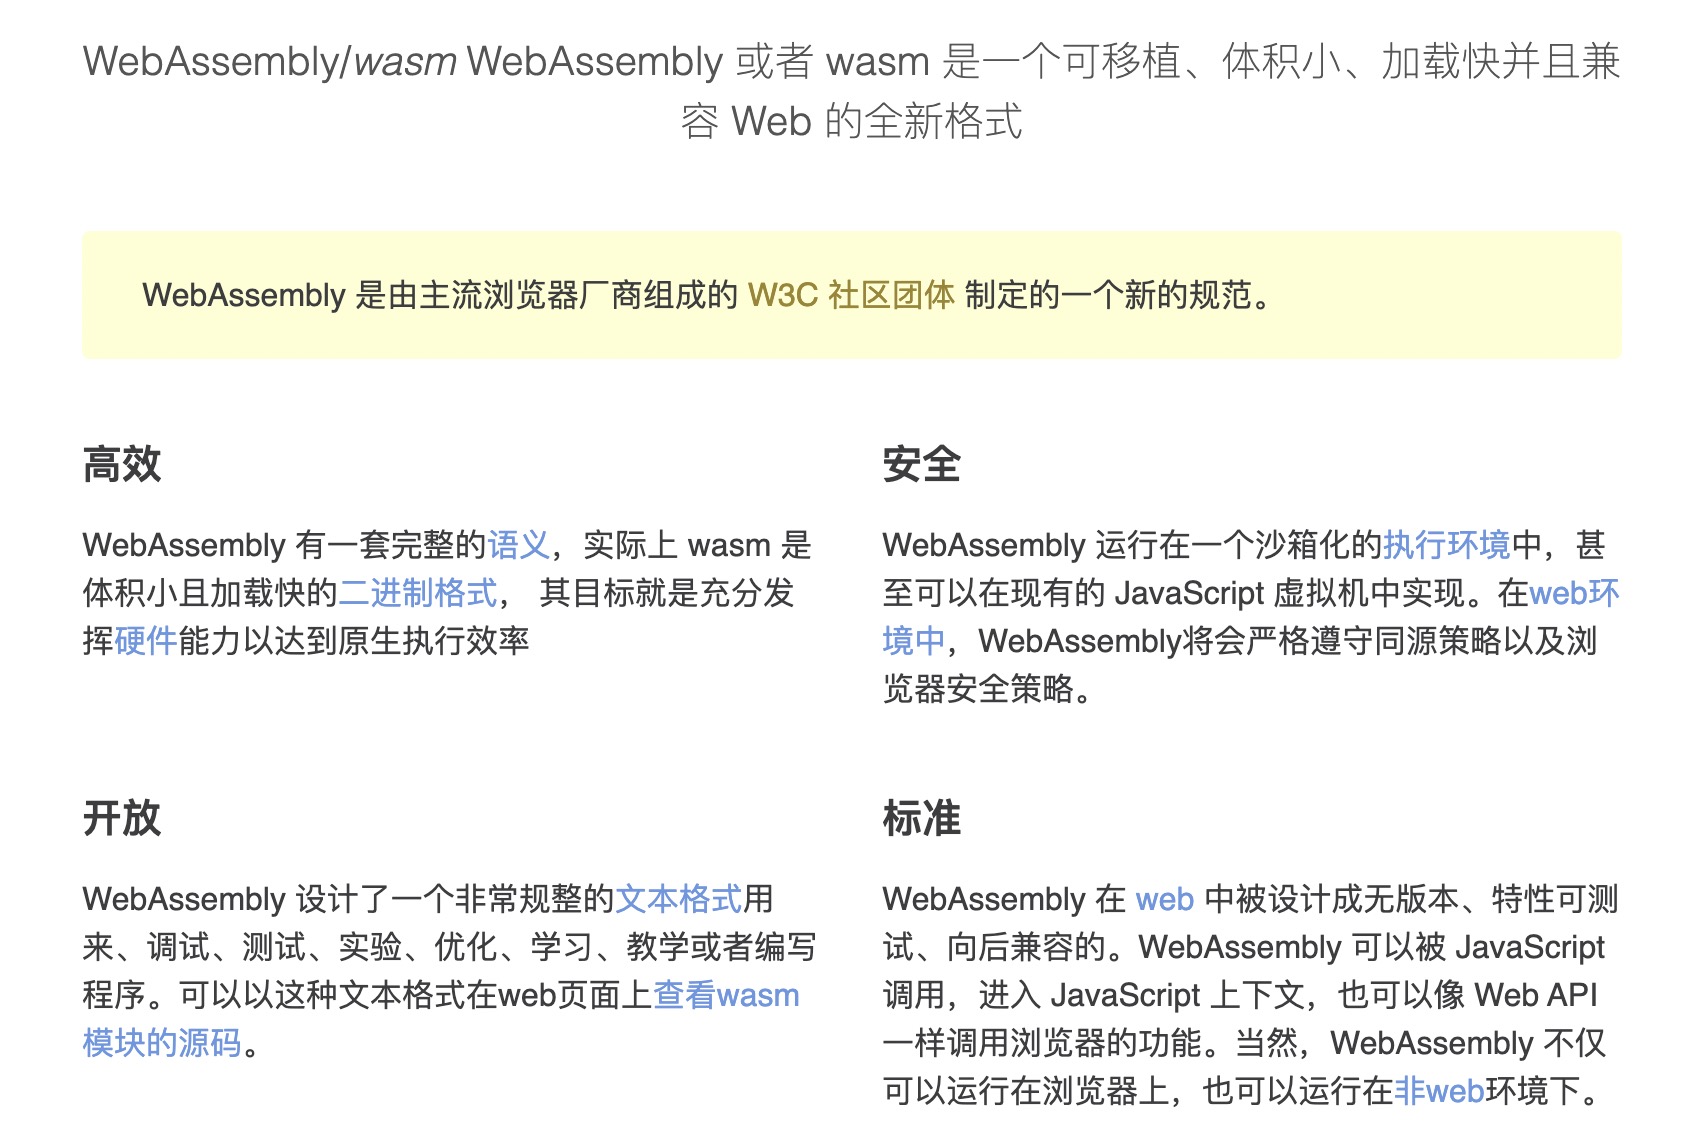 WebAssembly/wasm WebAssembly 或者 wasm 是一个可移植、体积小、加载快并且兼
容 Web 的全新格式
WebAssembly 是由主流浏览器厂商组成的 W3C 社区团体 制定的一个新的规范。
高效
WebAssembly 有一套完整的语义，实际上 wasm 是
体积小且加载快的二进制格式， 其目标就是充分发
挥硬件能力以达到原生执行效率
安全
WebAssembly 运行在一个沙箱化的执行环境中，甚
至可以在现有的 JavaScript 虚拟机中实现。在web环
境中，WebAssembly将会严格遵守同源策略以及浏
览器安全策略。
开放
WebAssembly 设计了一个非常规整的文本格式用
来、调试、测试、实验、优化、学习、教学或者编写
程序。可以以这种文本格式在web页面上查看wasm
模块的源码。
标准
WebAssembly 在 web 中被设计成无版本、特性可测
试、向后兼容的。WebAssembly 可以被 JavaScript
调用，进入 JavaScript 上下文，也可以像 Web API
一样调用浏览器的功能。当然，WebAssembly 不仅
可以运行在浏览器上，也可以运行在非web环境下。